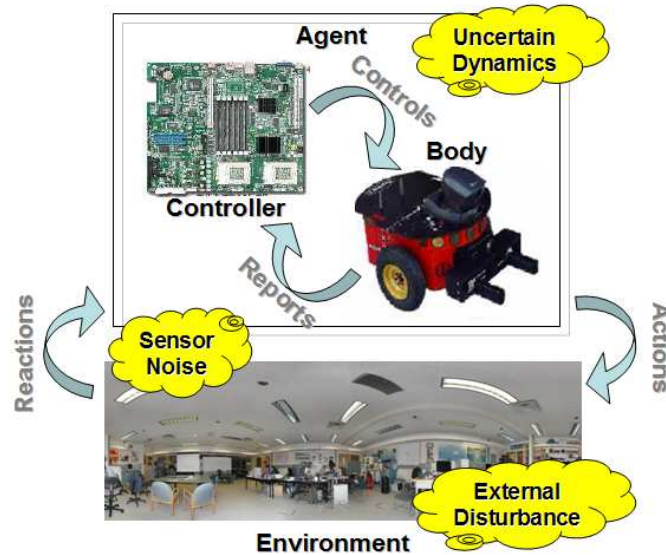 Agent
Uncertain
Dynamics
Controls
Body
Controller
Reports
Reactions
Actions
Sensor
Noise
External
Disturbance
Environment